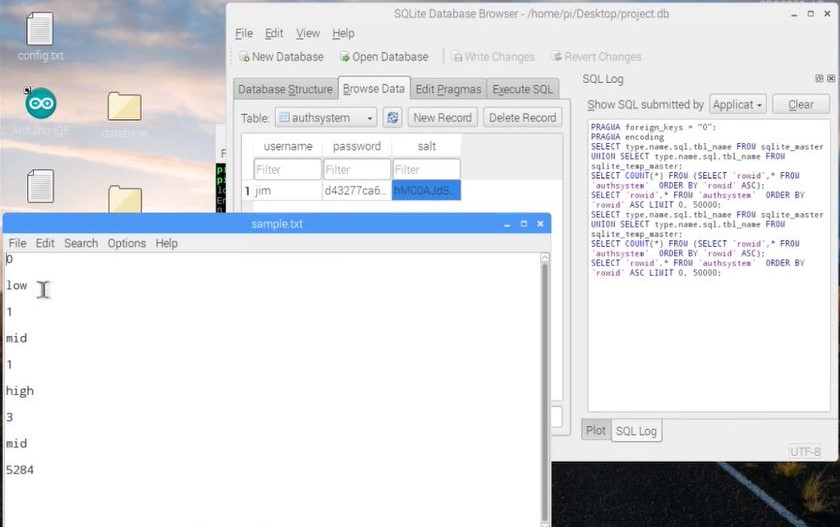 config.txt
Arduino IDE
database
SQLite Database Browser - /home/pi/Desktop/project.db
File Edit View Help
New Database Open Database Write Changes Revert Changes
Database Structure Browse Data Edit Pragmas Execute SQL
Table: authsystem New Record Delete Record
username password salt
Filter Filter Filter
1 jim d43277ca6... hMC0AJdS...
SQL Log
Show SQL submitted by Applicat Clear
PRAGMA foreign_keys = "0";
PRAGMA encoding
SELECT type,name,sql,tbl_name FROM sqlite_master
UNION SELECT type,name,sql,tbl_name FROM
sqlite_temp_master;
SELECT COUNT(*) FROM (SELECT `rowid`,* FROM
`authsystem` ORDER BY `rowid` ASC);
SELECT `rowid`,* FROM `authsystem` ORDER BY
`rowid` ASC LIMIT 0, 50000;
SELECT type,name,sql,tbl_name FROM sqlite_master
UNION SELECT type,name,sql,tbl_name FROM
sqlite_temp_master;
SELECT COUNT(*) FROM (SELECT `rowid`,* FROM
`authsystem` ORDER BY `rowid` ASC);
SELECT `rowid`,* FROM `authsystem` ORDER BY
`rowid` ASC LIMIT 0, 50000;
Plot SQL Log
UTF-8
sample.txt
File Edit Search Options Help
0
low
1
mid
1
high
3
mid
5284